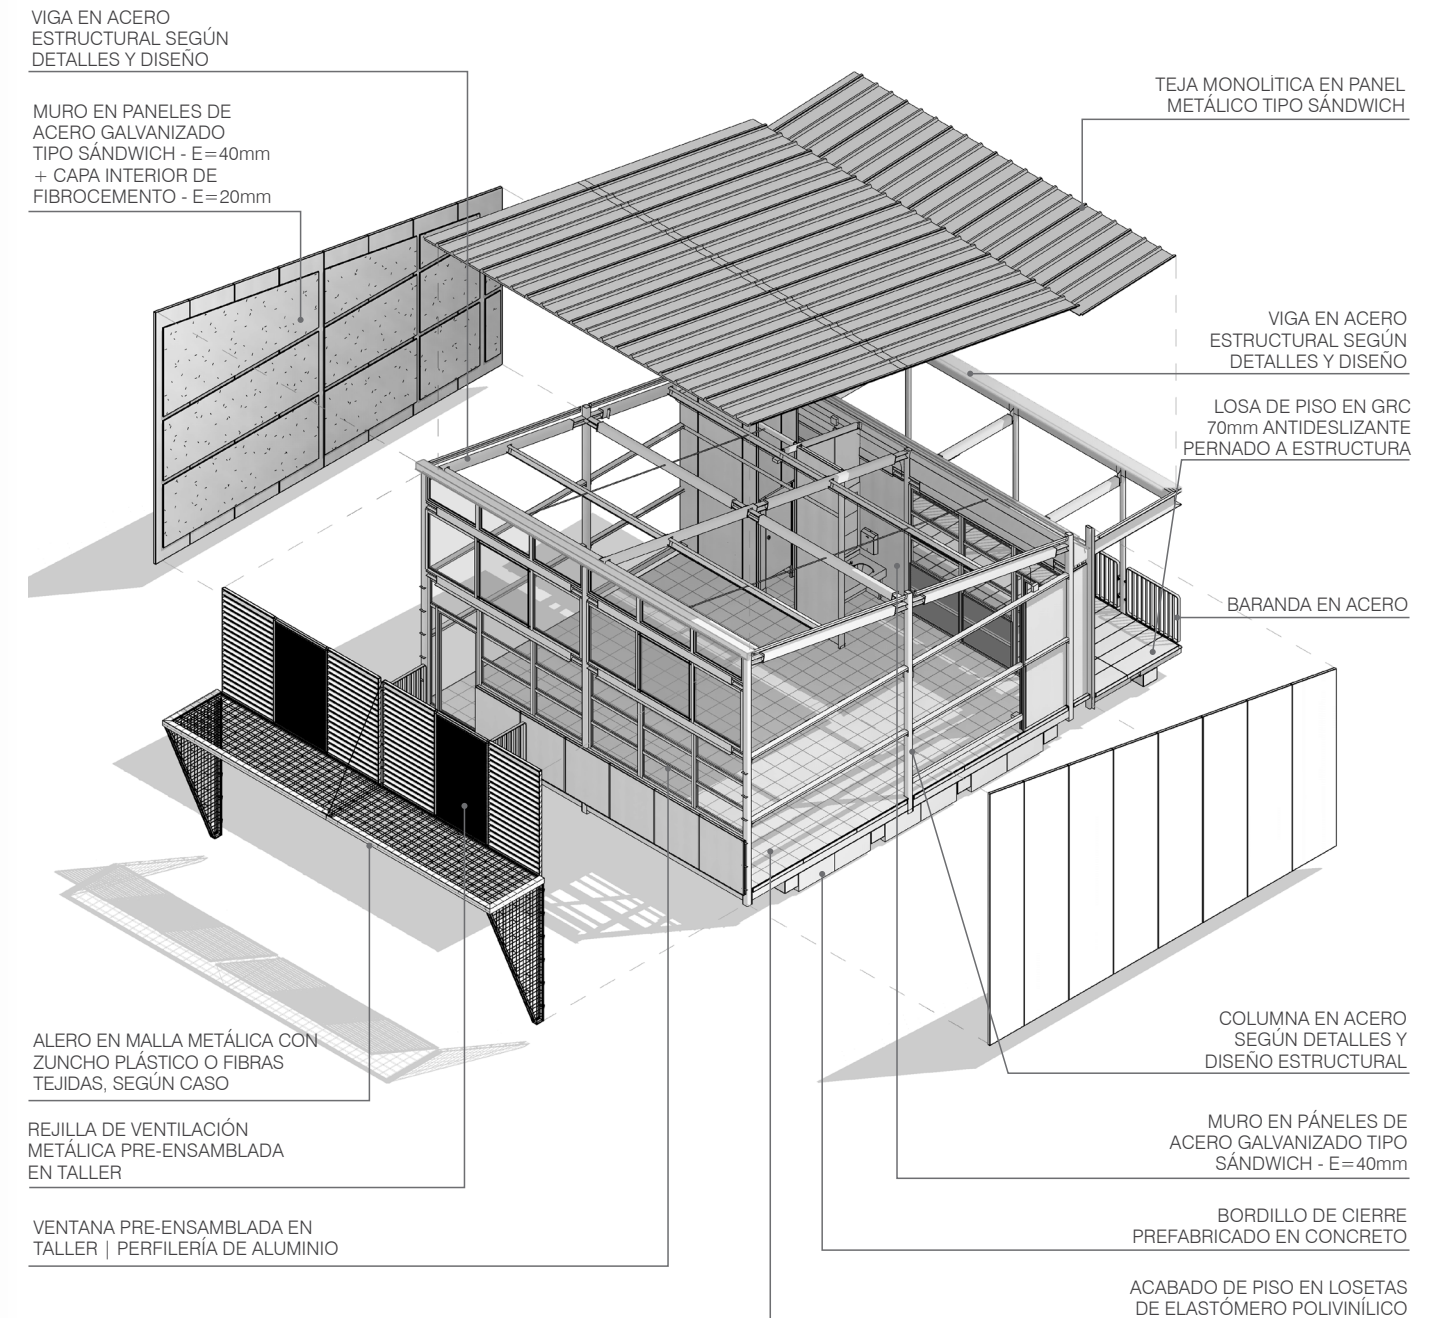 VIGA EN ACERO
ESTRUCTURAL SEGÚN
DETALLES Y DISEÑO
MURO EN PANELES DE
ACERO GALVANIZADO
TIPO SÁNDWICH - E=40mm
+ CAPA INTERIOR DE
FIBROCEMENTO - E=20mm
TEJA MONOLÍTICA EN PANEL
METÁLICO TIPO SÁNDWICH
VIGA EN ACERO
ESTRUCTURAL SEGÚN
DETALLES Y DISEÑO
LOSA DE PISO EN GRC
70mm ANTIDESLIZANTE
PERNADO A ESTRUCTURA
BARANDA EN ACERO
ALERO EN MALLA METÁLICA CON
ZUNCHO PLÁSTICO O FIBRAS
TEJIDAS, SEGÚN CASO
REJILLA DE VENTILACIÓN
METÁLICA PRE-ENSAMBLADA
EN TALLER
VENTANA PRE-ENSAMBLADA EN
TALLER | PERFILERÍA DE ALUMINIO
COLUMNA EN ACERO
SEGÚN DETALLES Y
DISEÑO ESTRUCTURAL
MURO EN PÁNELES DE
ACERO GALVANIZADO TIPO
SÁNDWICH - E=40mm
BORDILLO DE CIERRE
PREFABRICADO EN CONCRETO
ACABADO DE PISO EN LOSETAS
DE ELASTÓMERO POLIVINÍLICO